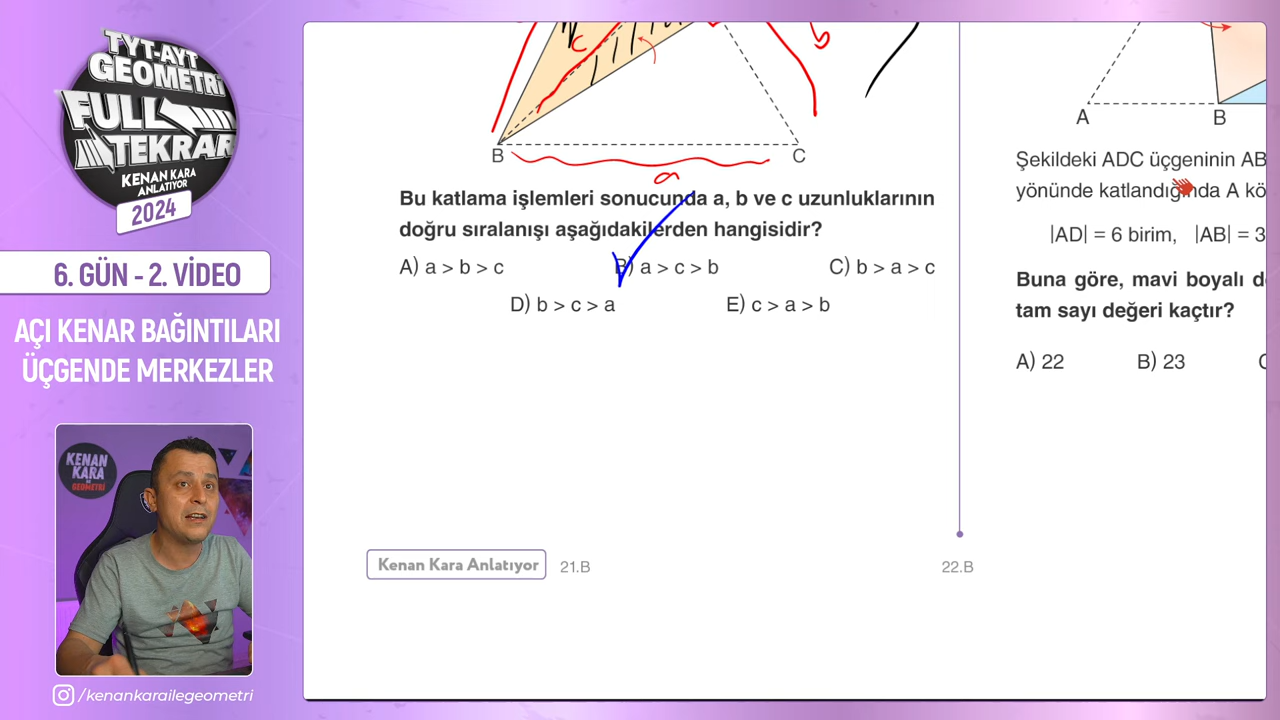 TYT-AYT
GEOMETRİ
FULL
TEKRAR
KENAN KARA
ANLATIYOR
2024
6. GÜN - 2. VİDEO
AÇI KENAR BAĞINTILARI
ÜÇGENDE MERKEZLER
KENAN
KARA
GEOMETRİ
/kenankarailegeometri
c
b
B
C
a
Bu katlama işlemleri sonucunda a, b ve c uzunluklarının
doğru sıralanışı aşağıdakilerden hangisidir?
A) a > b > c
B) a > c > b
C) b > a > c
D) b > c > a
E) c > a > b
Kenan Kara Anlatıyor
21.B
22.B
A
B
Şekildeki ADC üçgeninin AB
yönünde katlandığında A kö
|AD| = 6 birim, |AB| = 3
Buna göre, mavi boyalı d
tam sayı değeri kaçtır?
A) 22
B) 23